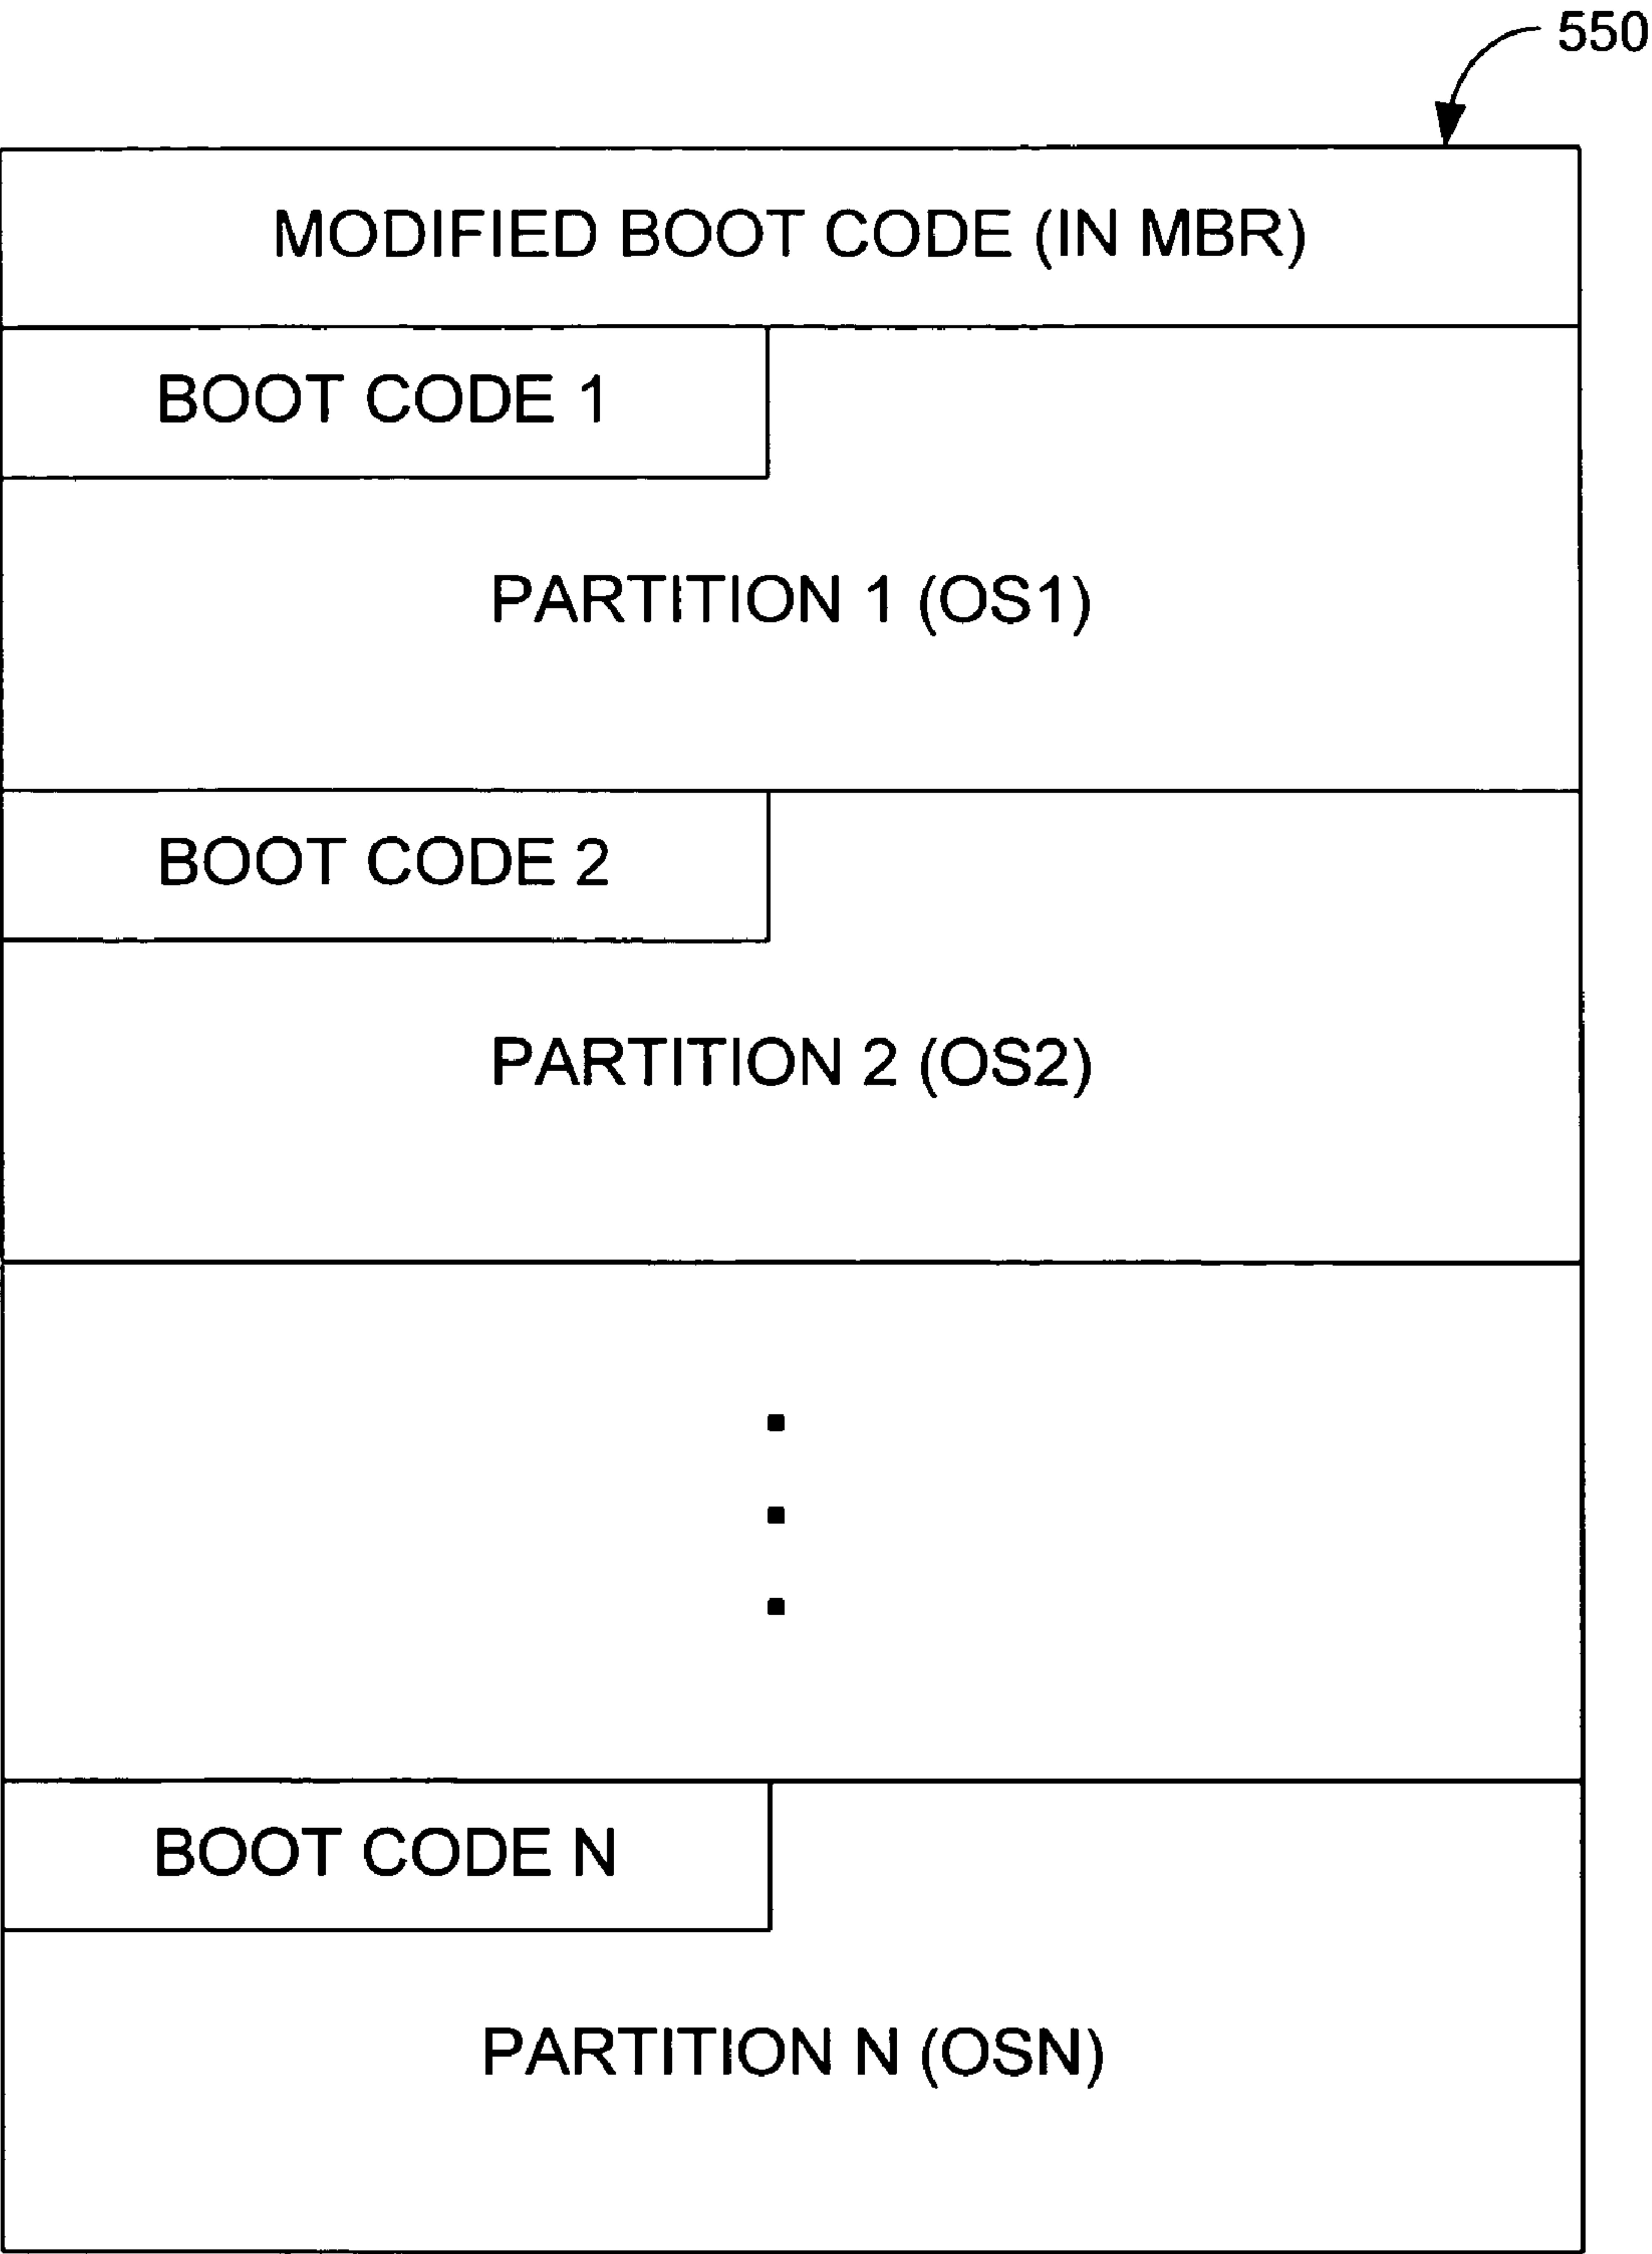 550
MODIFIED BOOT CODE (IN MBR)
BOOT CODE 1
PARTITION 1 (OS1)
BOOT CODE 2
PARTITION 2 (OS2)
BOOT CODE N
PARTITION N (OSN)